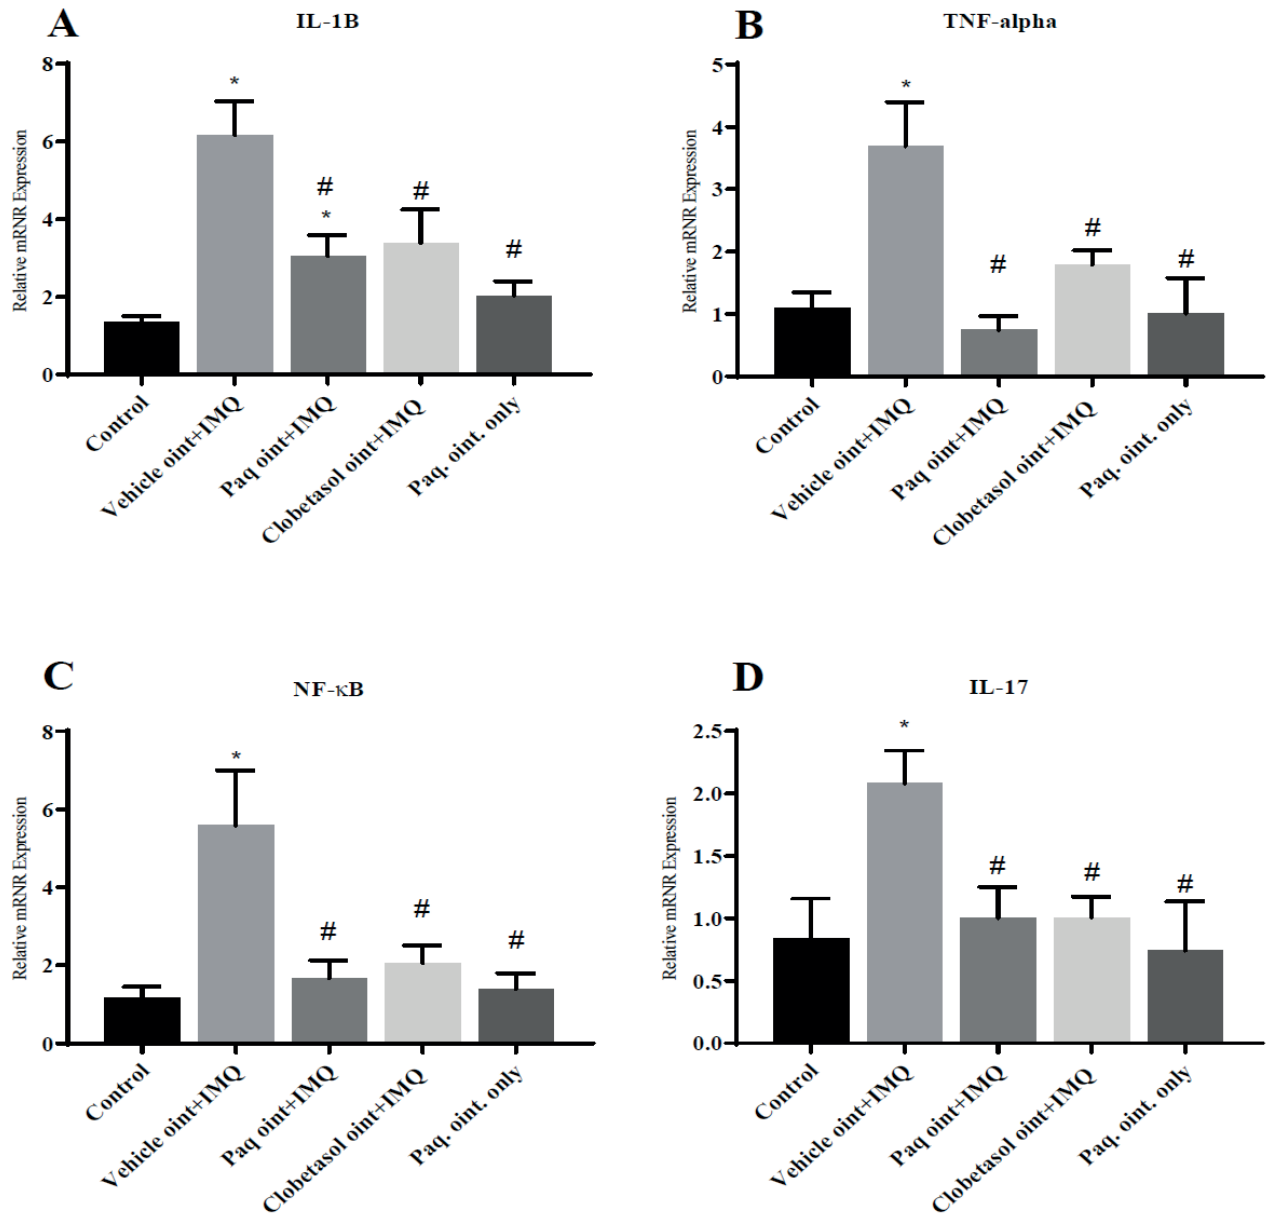 A
IL-1B
Relative mRNR Expression
8
6
4
2
0
*
#
*
#
#
Control
Vehicle oint+IMQ
Paq oint+IMQ
Clobetasol oint+IMQ
Paq. oint. only
B
TNF-alpha
Relative mRNR Expression
5
4
3
2
1
0
*
#
#
#
Control
Vehicle oint+IMQ
Paq oint+IMQ
Clobetasol oint+IMQ
Paq. oint. only
C
NF-κB
Relative mRNR Expression
8
6
4
2
0
*
#
#
#
Control
Vehicle oint+IMQ
Paq oint+IMQ
Clobetasol oint+IMQ
Paq. oint. only
D
IL-17
Relative mRNR Expression
2.5
2.0
1.5
1.0
0.5
0.0
*
#
#
#
Control
Vehicle oint+IMQ
Paq oint+IMQ
Clobetasol oint+IMQ
Paq. oint. only